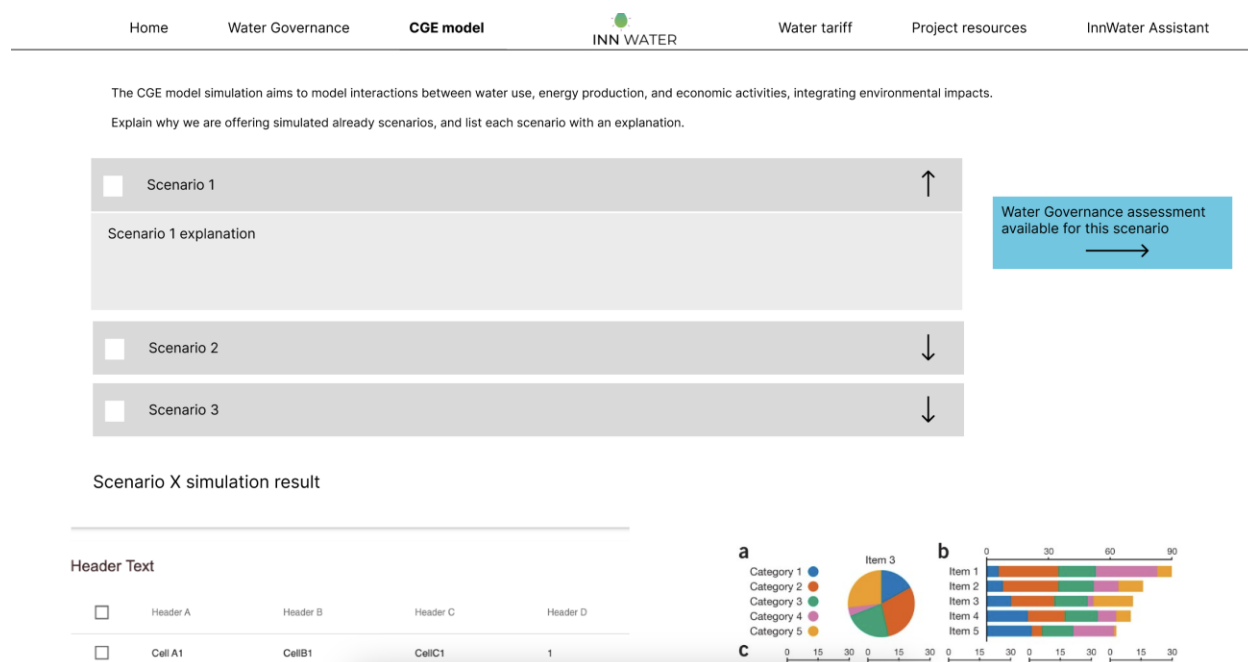 Home Water Governance CGE model INN WATER Water tariff Project resources InnWater Assistant
The CGE model simulation aims to model interactions between water use, energy production, and economic activities, integrating environmental impacts.
Explain why we are offering simulated already scenarios, and list each scenario with an explanation.
Scenario 1
Scenario 1 explanation
Water Governance assessment
available for this scenario
Scenario 2
Scenario 3
Scenario X simulation result
Header Text
Header A Header B Header C Header D
Cell A1 CellB1 CellC1 1
a
Item 3
Category 1
Category 2
Category 3
Category 4
Category 5
b
0 30 60 90
Item 1
Item 2
Item 3
Item 4
Item 5
c
0 15 30 0 15 30 0 15 30 0 15 30 0 15 30